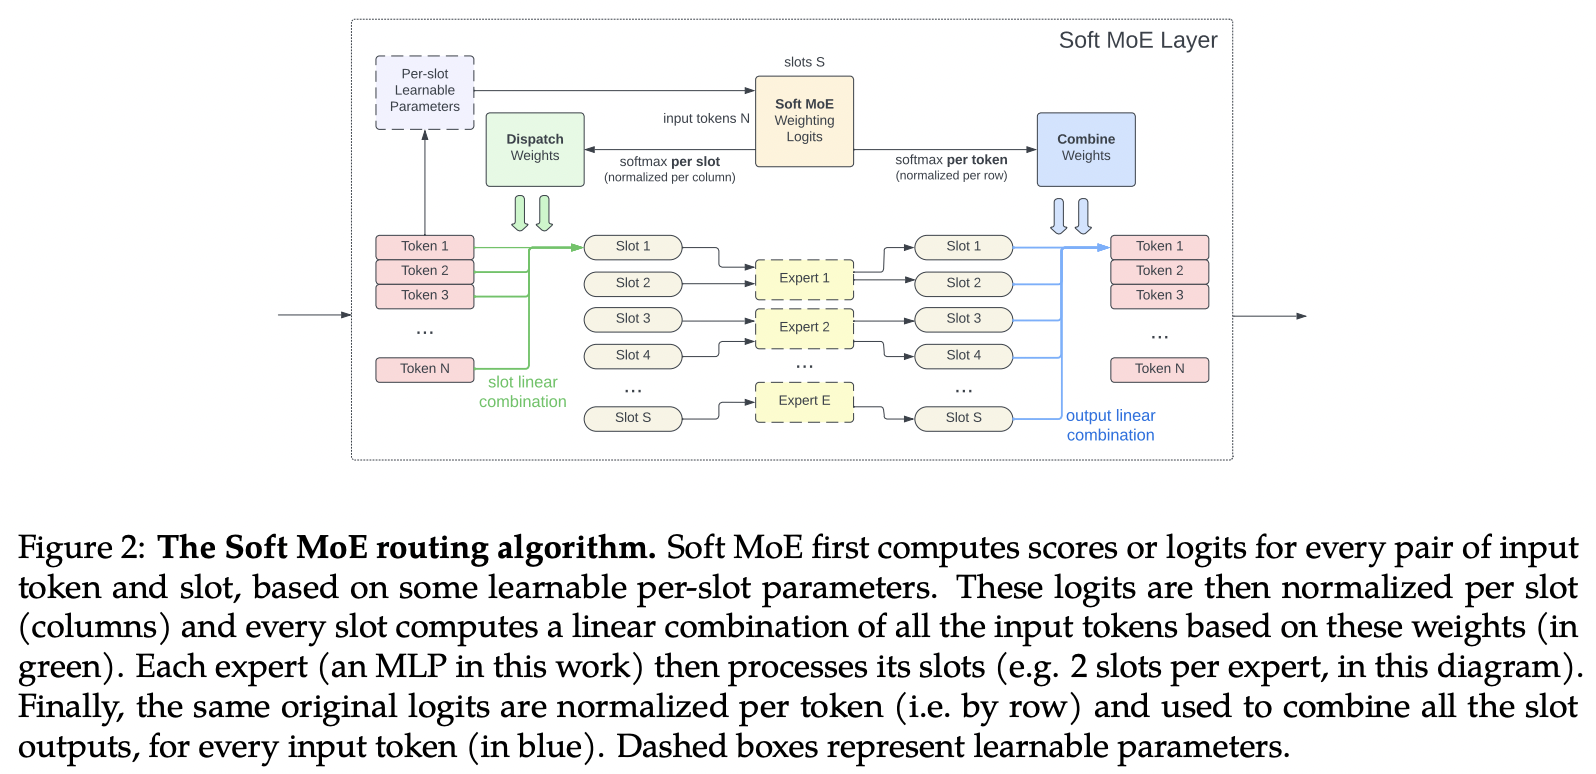 Soft MoE Layer
Per-slot
Learnable
Parameters
slots S
input tokens N
Soft MoE
Weighting
Logits
Dispatch
Weights
softmax per slot
(normalized per column)
softmax per token
(normalized per row)
Combine
Weights
Token 1
Token 2
Token 3
...
Token N
slot linear
combination
Slot 1
Slot 2
Slot 3
Slot 4
...
Slot S
Expert 1
Expert 2
...
Expert E
Slot 1
Slot 2
Slot 3
Slot 4
...
Slot S
output linear
combination
Token 1
Token 2
Token 3
...
Token N
Figure 2: The Soft MoE routing algorithm. Soft MoE first computes scores or logits for every pair of input
token and slot, based on some learnable per-slot parameters. These logits are then normalized per slot
(columns) and every slot computes a linear combination of all the input tokens based on these weights (in
green). Each expert (an MLP in this work) then processes its slots (e.g. 2 slots per expert, in this diagram).
Finally, the same original logits are normalized per token (i.e. by row) and used to combine all the slot
outputs, for every input token (in blue). Dashed boxes represent learnable parameters.